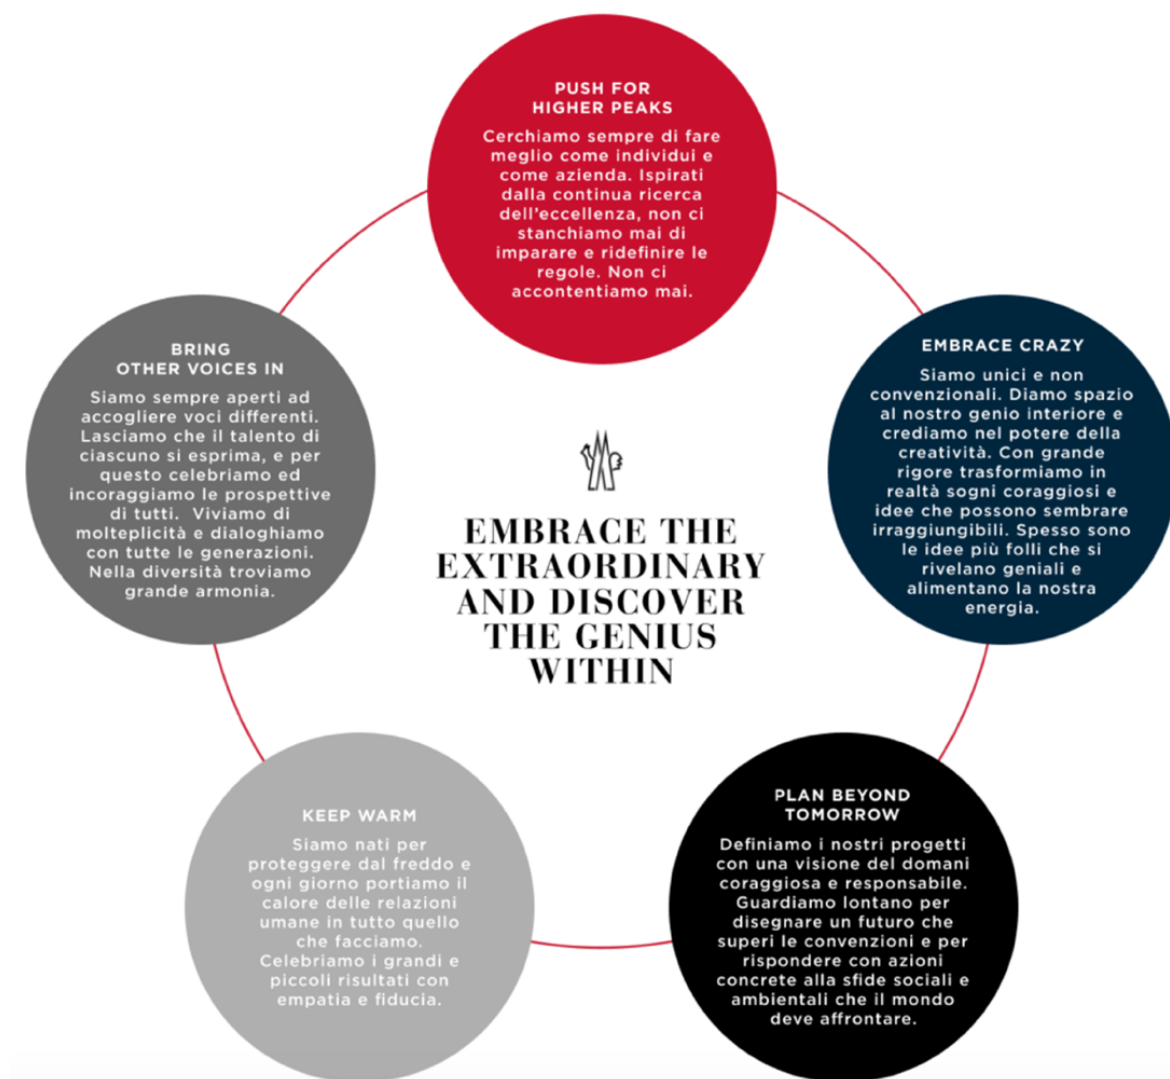 PUSH FOR
HIGHER PEAKS
Cerchiamo sempre di fare
meglio come individui e
come azienda. Ispirati
dalla continua ricerca
dell'eccellenza, non ci
stanchiamo mai di
imparare e ridefinire le
regole. Non ci
accontentiamo mai.
EMBRACE CRAZY
Siamo unici e non
convenzionali. Diamo spazio
al nostro genio interiore e
crediamo nel potere della
creatività. Con grande
rigore trasformiamo in
realtà sogni coraggiosi e
idee che possono sembrare
irraggiungibili. Spesso sono
le idee più folli che si
rivelano geniali e
alimentano la nostra
energia.
PLAN BEYOND
TOMORROW
Definiamo i nostri progetti
con una visione del domani
coraggiosa e responsabile.
Guardiamo lontano per
disegnare un futuro che
superi le convenzioni e per
rispondere con azioni
concrete alla sfide sociali e
ambientali che il mondo
deve affrontare.
KEEP WARM
Siamo nati per
proteggere dal freddo e
ogni giorno portiamo il
calore delle relazioni
umane in tutto quello
che facciamo.
Celebriamo i grandi e
piccoli risultati con
empatia e fiducia.
BRING
OTHER VOICES IN
Siamo sempre aperti ad
accogliere voci differenti.
Lasciamo che il talento di
ciascuno si esprima, e per
questo celebriamo ed
incoraggiamo le prospettive
di tutti. Viviamo di
molteplicità e dialoghiamo
con tutte le generazioni.
Nella diversità troviamo
grande armonia.
EMBRACE THE
EXTRAORDINARY
AND DISCOVER
THE GENIUS
WITHIN